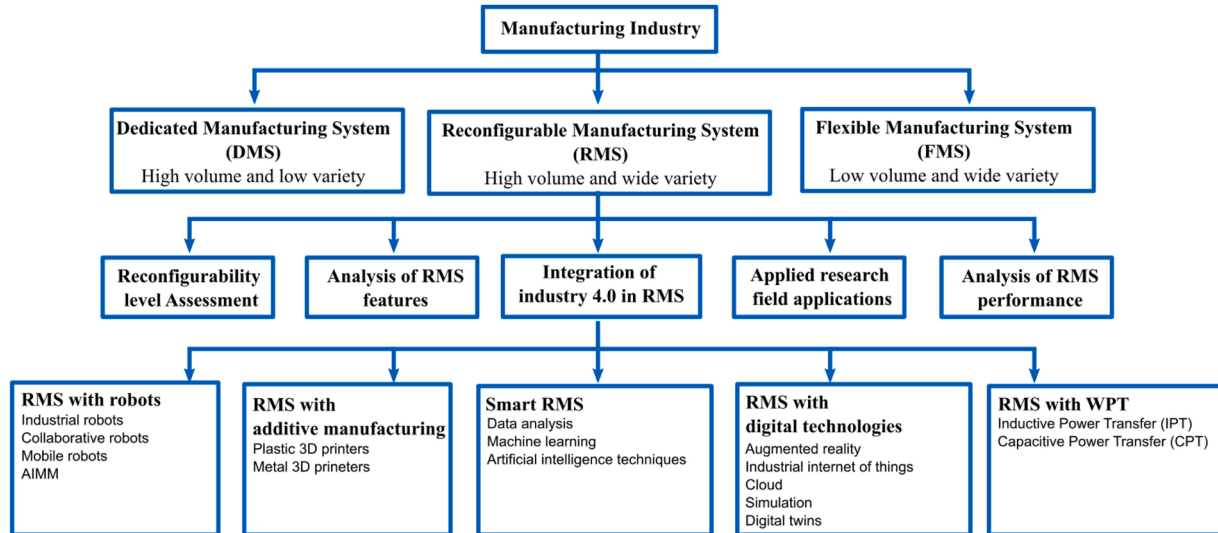 Manufacturing Industry
Dedicated Manufacturing System
(DMS)
High volume and low variety
Reconfigurable Manufacturing System
(RMS)
High volume and wide variety
Flexible Manufacturing System
(FMS)
Low volume and wide variety
Reconfigurability
level Assessment
Analysis of RMS
features
Integration of
industry 4.0 in RMS
Applied research
field applications
Analysis of RMS
performance
RMS with robots
Industrial robots
Collaborative robots
Mobile robots
AIMM
RMS with
additive manufacturing
Plastic 3D printers
Metal 3D prineters
Smart RMS
Data analysis
Machine learning
Artificial intelligence techniques
RMS with
digital technologies
Augmented reality
Industrial internet of things
Cloud
Simulation
Digital twins
RMS with WPT
Inductive Power Transfer (IPT)
Capacitive Power Transfer (CPT)